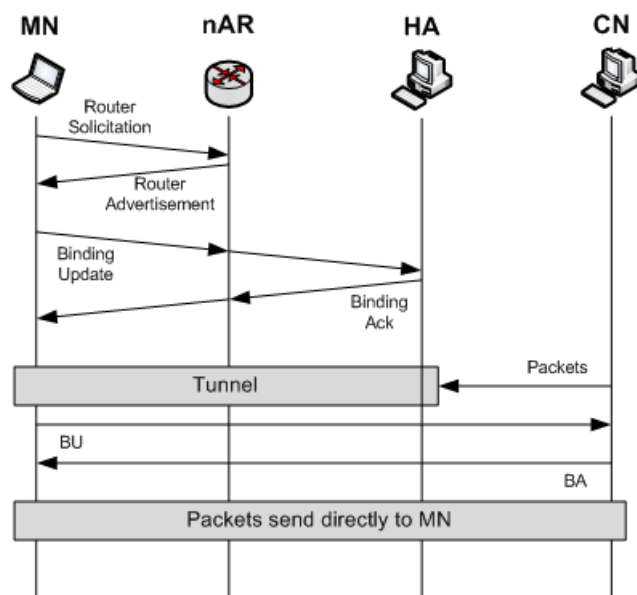 MN nAR HA CN
Router
Solicitation
Router
Advertisement
Binding
Update
Binding
Ack
Packets
Tunnel
BU
BA
Packets send directly to MN